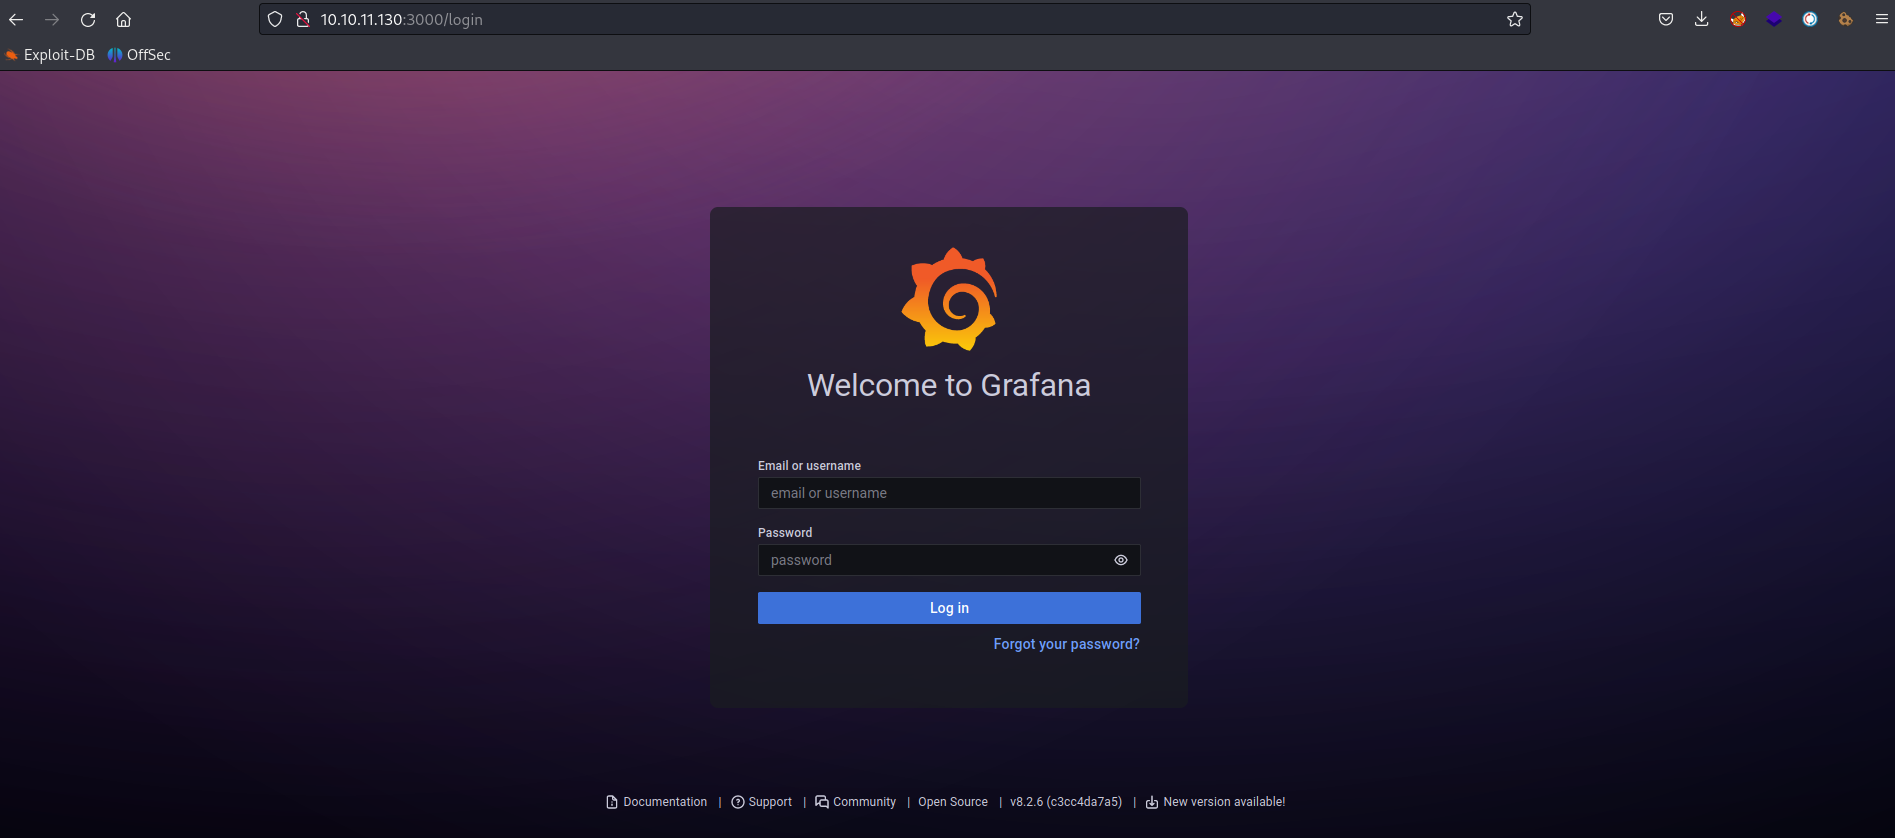 10.10.11.130:3000/login
Exploit-DB OffSec
Welcome to Grafana
Email or username
email or username
Password
password
Log in
Forgot your password?
Documentation | Support | Community | Open Source | v8.2.6 (c3cc4da7a5) | New version available!